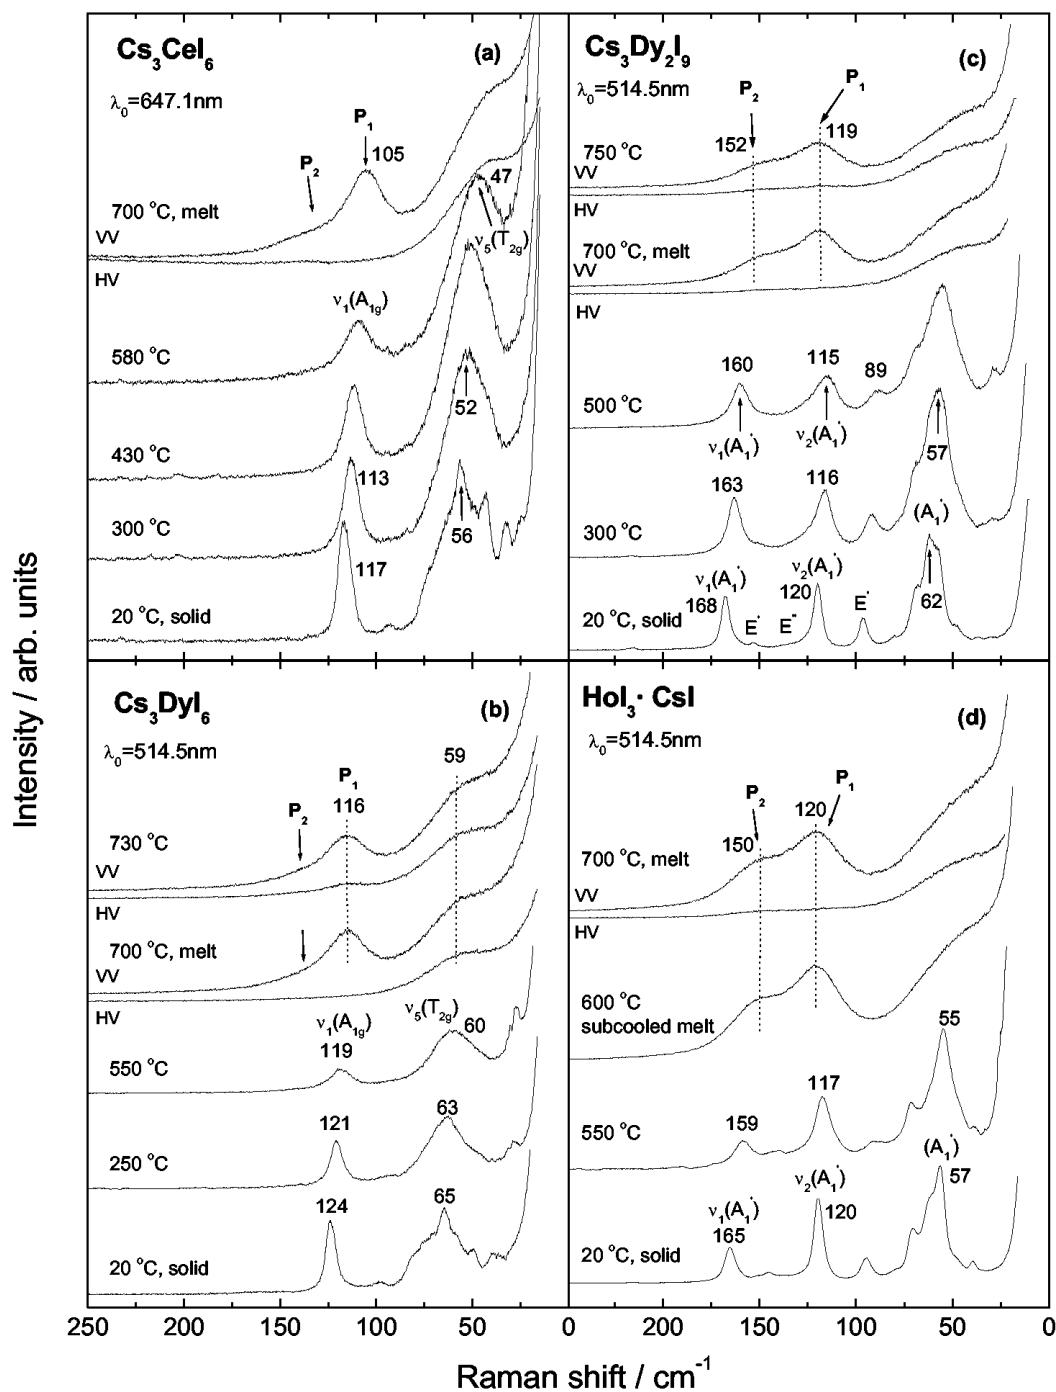 Cs₃CeI₆
(a)
λ₀=647.1nm
P₁
P₂
105
47
ν₅(T₂g)
700 °C, melt
VV
HV
ν₁(A₁g)
580 °C
52
430 °C
113
300 °C
56
117
20 °C, solid
Cs₃Dy₂I₉
(c)
λ₀=514.5nm
P₂
P₁
152
119
750 °C
VV
HV
700 °C, melt
VV
HV
160
115
89
500 °C
ν₁(A₁')
ν₂(A₁')
57
163
116
300 °C
(A₁')
ν₁(A₁')
ν₂(A₁')
168
E'
E"
120
E'
62
20 °C, solid
Cs₃DyI₆
(b)
λ₀=514.5nm
59
P₁
P₂
116
730 °C
VV
HV
700 °C, melt
VV
HV
ν₁(A₁g)
ν₅(T₂g)
119
60
550 °C
121
63
250 °C
124
65
20 °C, solid
HoI₃· CsI
(d)
λ₀=514.5nm
P₂
P₁
150
120
700 °C, melt
VV
HV
600 °C
subcooled melt
55
117
159
550 °C
(A₁')
ν₂(A₁')
57
ν₁(A₁')
165
120
20 °C, solid
250 200 150 100 50 0 200 150 100 50 0
Raman shift / cm⁻¹
Intensity / arb. units